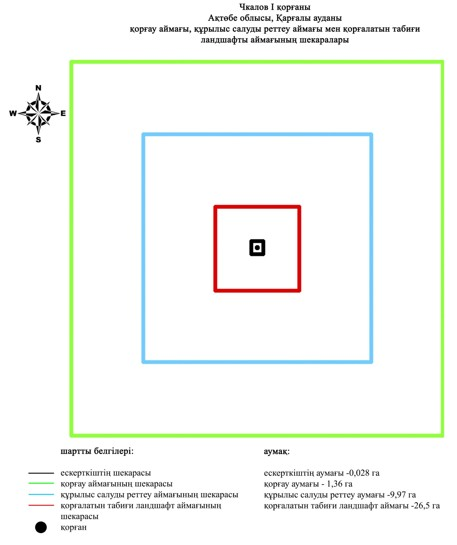 Чкалов I қорғаны
Ақтөбе облысы, Қарғалы ауданы
қорғау аймағы, құрылыс салуды реттеу аймағы мен қорғалатын табиғи
ландшафты аймағының шекаралары
N
W E
S
шартты белгілері: аумақ:
ескерткіштің шекарасы ескерткіштің аумағы -0,028 га
қорғау аймағының шекарасы қорғау аумағы - 1,36 га
құрылыс салуды реттеу аймағының шекарасы құрылыс салуды реттеу аумағы -9,97 га
қорғалатын табиғи ландшафт аймағының қорғалатын табиғи ландшафт аймағы -26,5 га
шекарасы
қорған